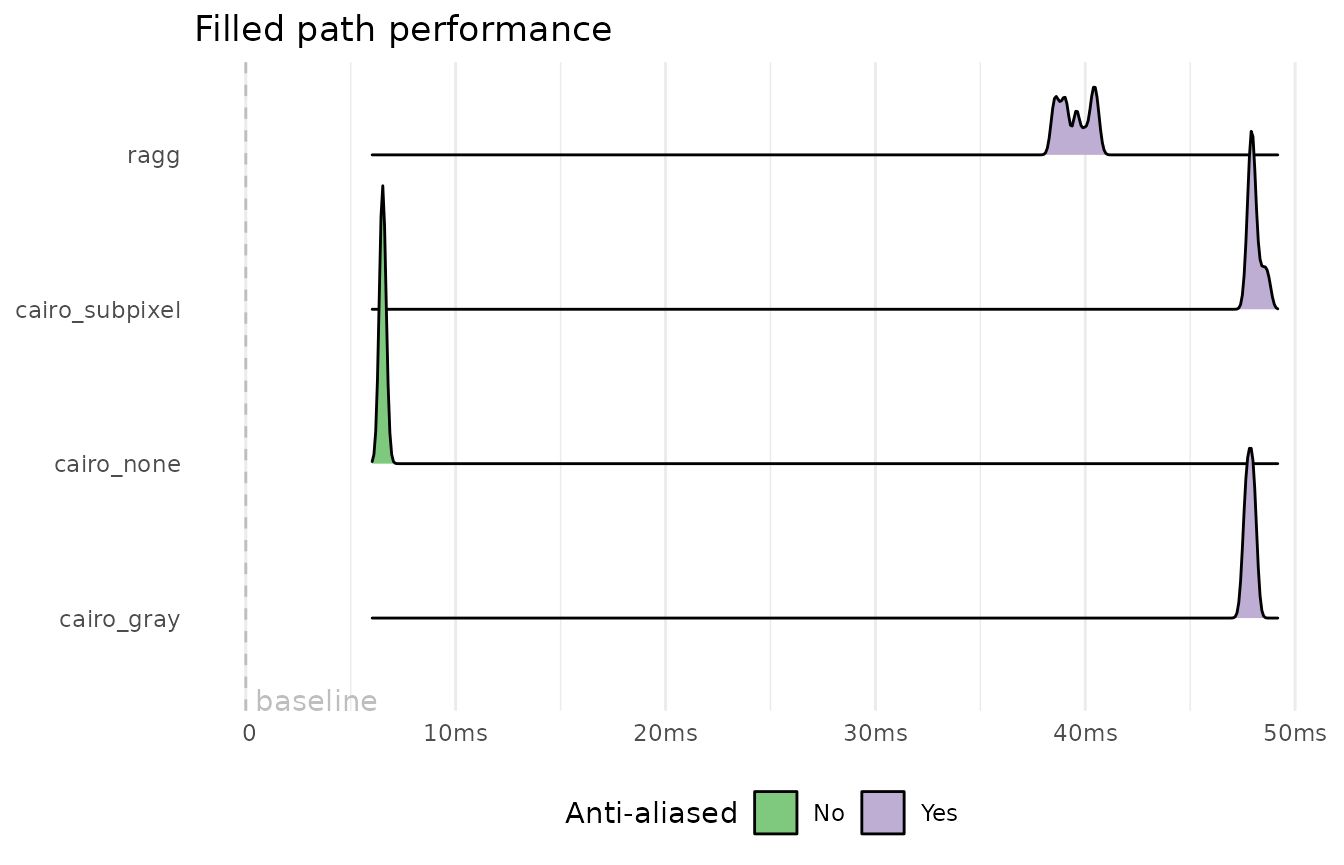 Filled path performance
ragg
cairo_subpixel
cairo_none
cairo_gray
baseline
0 10ms 20ms 30ms 40ms 50ms
Anti-aliased No Yes